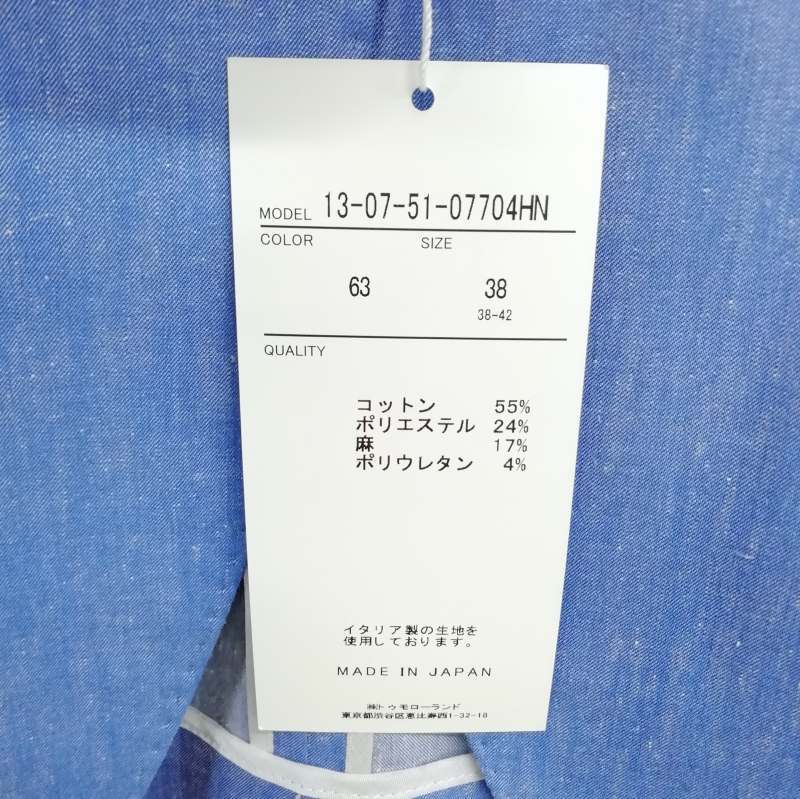 MODEL 13-07-51-07704HN
COLOR SIZE
63 38
38-42
QUALITY
コットン 55%
ポリエステル 24%
麻 17%
ポリウレタン 4%
イタリア製の生地を
使用しております。
MADE IN JAPAN
㈱トゥモローランド
東京都渋谷区恵比寿西1-32-18